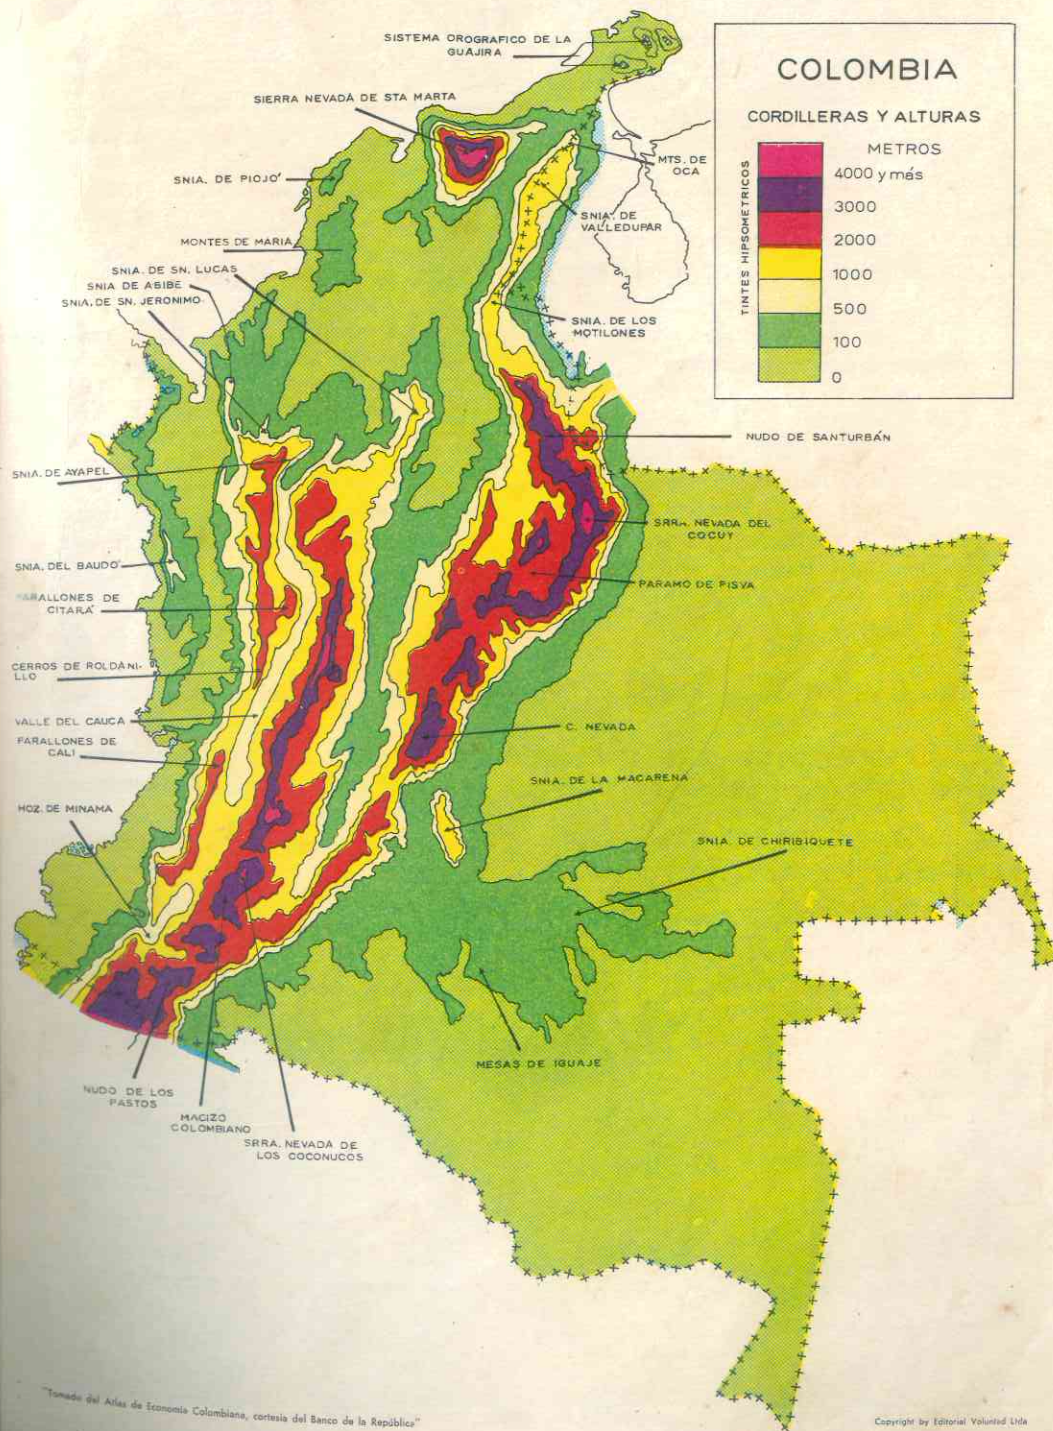 COLOMBIA
CORDILLERAS Y ALTURAS
METROS
TINTES HIPSOMETRICOS
4000 y más
3000
2000
1000
500
100
0
SISTEMA OROGRAFICO DE LA
GUAJIRA
SIERRA NEVADA DE STA MARTA
MTS. DE
OCA
SNIA. DE PIOJO'
SNIA. DE
VALLEDUPAR
MONTES DE MARIA
SNIA. DE SN. LUCAS
SNIA DE ABIBE
SNIA. DE SN. JERONIMO
SNIA. DE LOS
MOTILONES
NUDO DE SANTURBÁN
SNIA. DE AYAPEL
SRRA. NEVADA DEL
COCUY
SNIA. DEL BAUDO'
PARAMO DE PISVA
PARALLONES DE
CITARÁ
CERROS DE ROLDANI-
LLO
VALLE DEL CAUCA
FARALLONES DE
CALI
C. NEVADA
SNIA. DE LA MACARENA
HOZ. DE MINAMA
SNIA. DE CHIRIBIQUETE
MESAS DE IGUAJE
NUDO DE LOS
PASTOS
MACIZO
COLOMBIANO
SRRA. NEVADA DE
LOS COCONUCOS
"Tomado del Atlas de Economía Colombiana, cortesía del Banco de la República"
Copyright by Editorial Voluntad Ltda